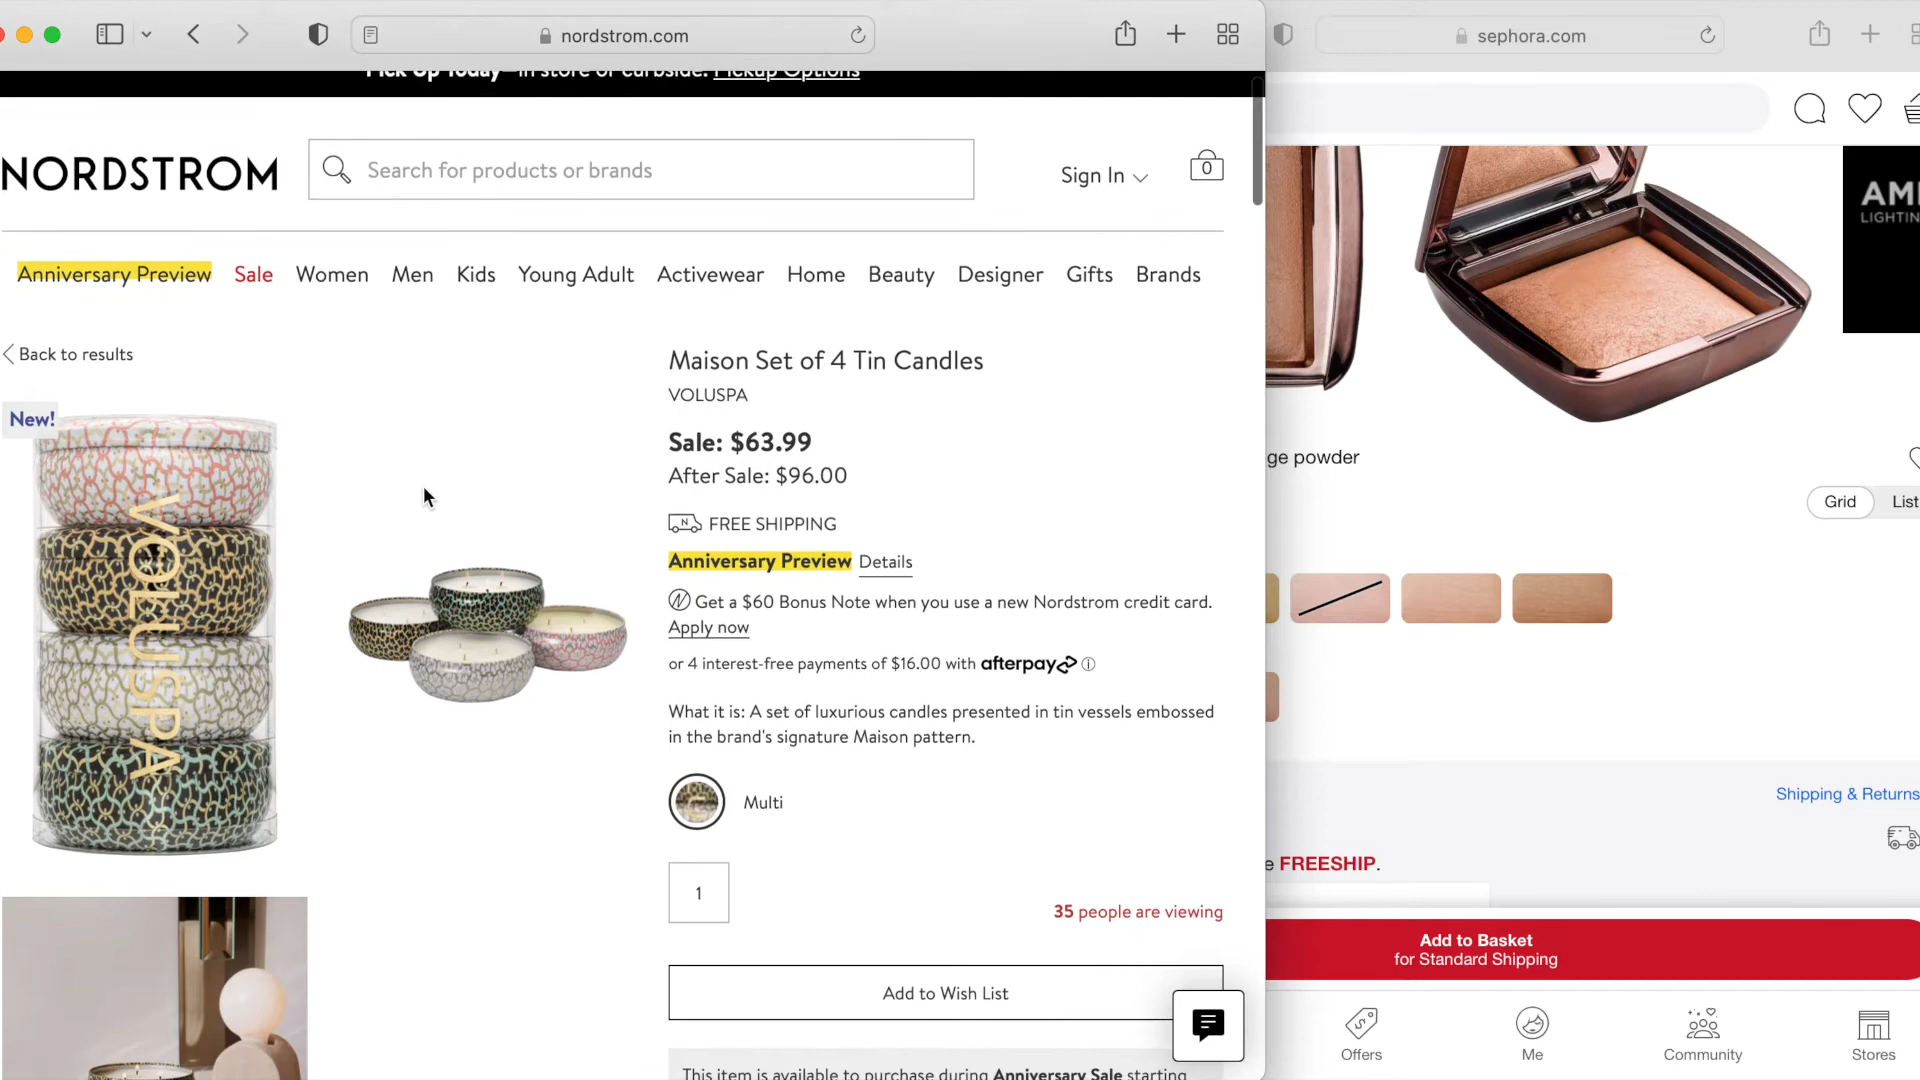 nordstrom.com
Pick Up Today—in store or curbside. Pickup Options
NORDSTROM
Search for products or brands
Sign In
0
Anniversary Preview Sale Women Men Kids Young Adult Activewear Home Beauty Designer Gifts Brands
Back to results
New!
VOLUSPA
Maison Set of 4 Tin Candles
VOLUSPA
Sale: $63.99
After Sale: $96.00
N FREE SHIPPING
Anniversary Preview Details
N Get a $60 Bonus Note when you use a new Nordstrom credit card.
Apply now
or 4 interest-free payments of $16.00 with afterpay
What it is: A set of luxurious candles presented in tin vessels embossed
in the brand's signature Maison pattern.
Multi
1
35 people are viewing
Add to Wish List
This item is available to purchase during Anniversary Sale starting
sephora.com
LIGHTIN
ge powder
Grid List
Shipping & Returns
e FREESHIP.
Add to Basket
for Standard Shipping
Offers Me Community Stores